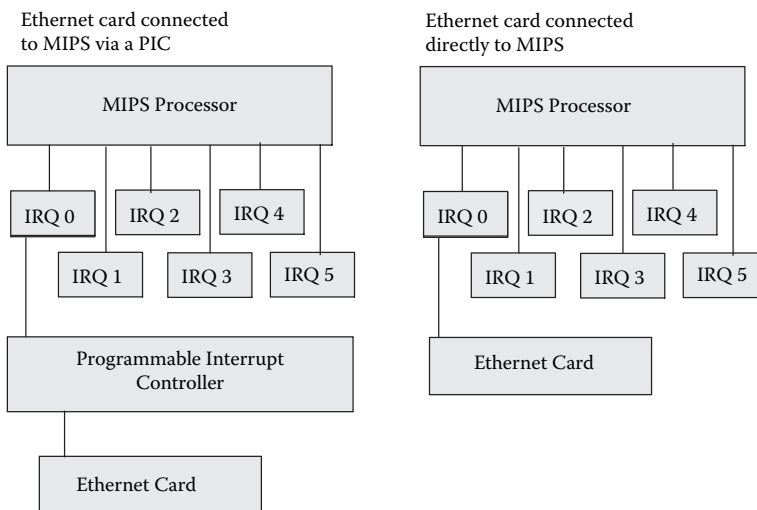 Ethernet card connected
to MIPS via a PIC
MIPS Processor
IRQ 0
IRQ 2
IRQ 4
IRQ 1
IRQ 3
IRQ 5
Programmable Interrupt
Controller
Ethernet Card
Ethernet card connected
directly to MIPS
MIPS Processor
IRQ 0
IRQ 2
IRQ 4
IRQ 1
IRQ 3
IRQ 5
Ethernet Card